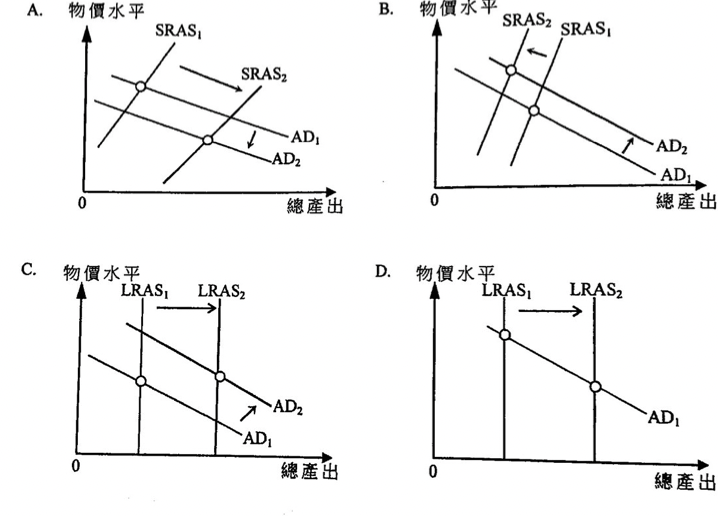 A.
物價水平
SRAS₁
SRAS₂
AD₁
AD₂
0
總產出
B.
物價水平
SRAS₂
SRAS₁
AD₂
AD₁
0
總產出
C.
物價水平
LRAS₁
LRAS₂
AD₂
AD₁
0
總產出
D.
物價水平
LRAS₁
LRAS₂
AD₁
0
總產出